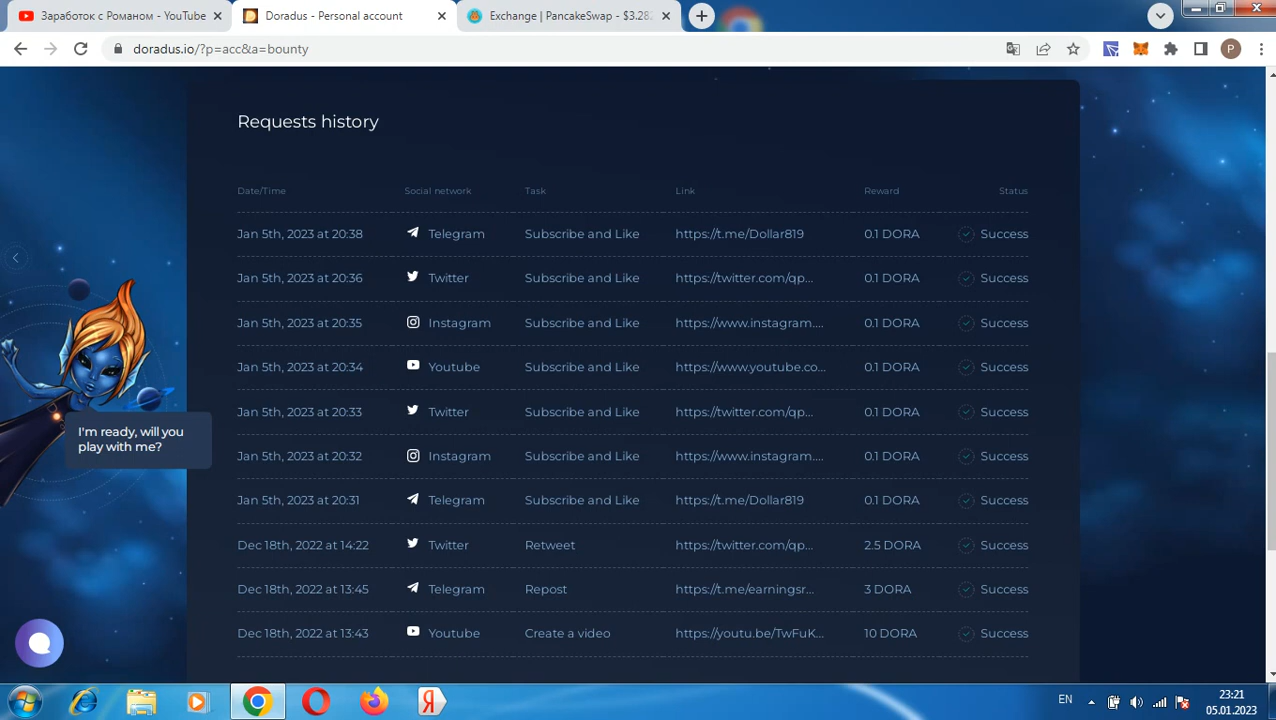 Заработок с Романом - YouTube
Doradus - Personal account
Exchange | PancakeSwap - $3.282
doradus.io/?p=acc&a=bounty
P
Requests history
Date/Time Social network Task Link Reward Status
Jan 5th, 2023 at 20:38 Telegram Subscribe and Like https://t.me/Dollar819 0.1 DORA Success
Jan 5th, 2023 at 20:36 Twitter Subscribe and Like https://twitter.com/qp... 0.1 DORA Success
Jan 5th, 2023 at 20:35 Instagram Subscribe and Like https://www.instagram.... 0.1 DORA Success
Jan 5th, 2023 at 20:34 Youtube Subscribe and Like https://www.youtube.co... 0.1 DORA Success
Jan 5th, 2023 at 20:33 Twitter Subscribe and Like https://twitter.com/qp... 0.1 DORA Success
Jan 5th, 2023 at 20:32 Instagram Subscribe and Like https://www.instagram.... 0.1 DORA Success
Jan 5th, 2023 at 20:31 Telegram Subscribe and Like https://t.me/Dollar819 0.1 DORA Success
Dec 18th, 2022 at 14:22 Twitter Retweet https://twitter.com/qp... 2.5 DORA Success
Dec 18th, 2022 at 13:45 Telegram Repost https://t.me/earningsr... 3 DORA Success
Dec 18th, 2022 at 13:43 Youtube Create a video https://youtu.be/TwFuK... 10 DORA Success
I'm ready, will you
play with me?
Я
EN
23:21
05.01.2023